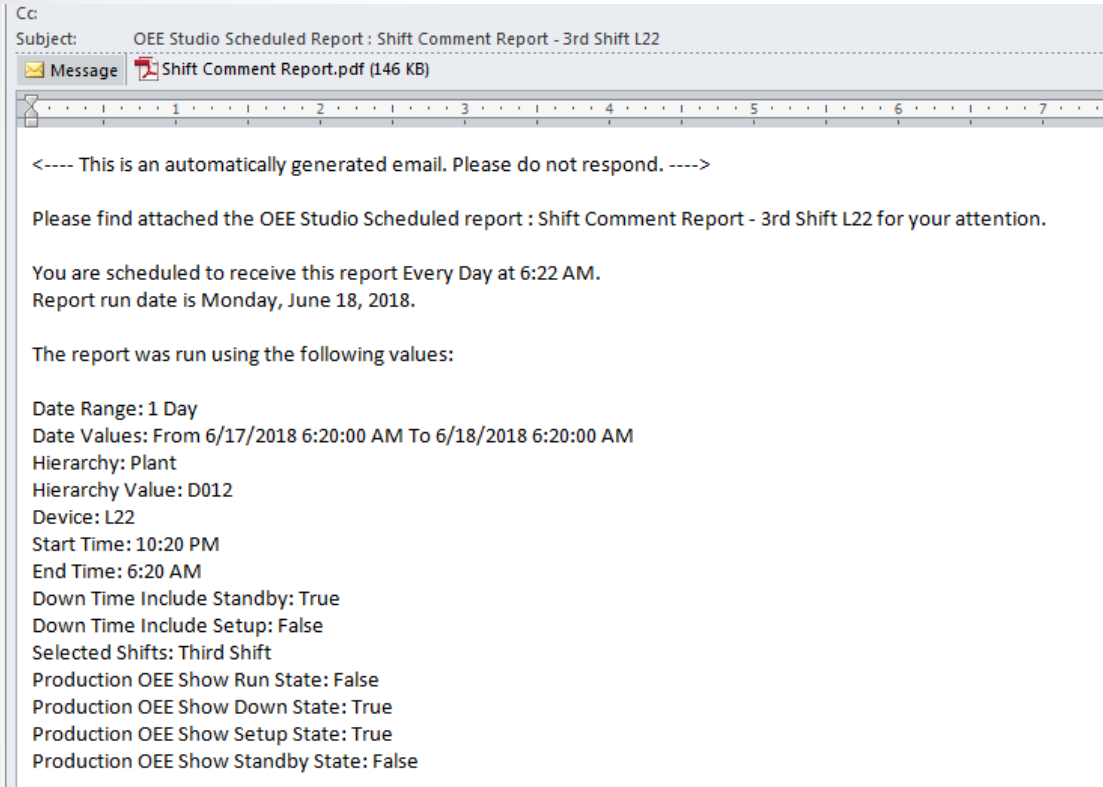 Cc:
Subject: OEE Studio Scheduled Report : Shift Comment Report - 3rd Shift L22
Message Shift Comment Report.pdf (146 KB)
1 2 3 4 5 6 7
<---- This is an automatically generated email. Please do not respond. ---->
Please find attached the OEE Studio Scheduled report : Shift Comment Report - 3rd Shift L22 for your attention.
You are scheduled to receive this report Every Day at 6:22 AM.
Report run date is Monday, June 18, 2018.
The report was run using the following values:
Date Range: 1 Day
Date Values: From 6/17/2018 6:20:00 AM To 6/18/2018 6:20:00 AM
Hierarchy: Plant
Hierarchy Value: D012
Device: L22
Start Time: 10:20 PM
End Time: 6:20 AM
Down Time Include Standby: True
Down Time Include Setup: False
Selected Shifts: Third Shift
Production OEE Show Run State: False
Production OEE Show Down State: True
Production OEE Show Setup State: True
Production OEE Show Standby State: False